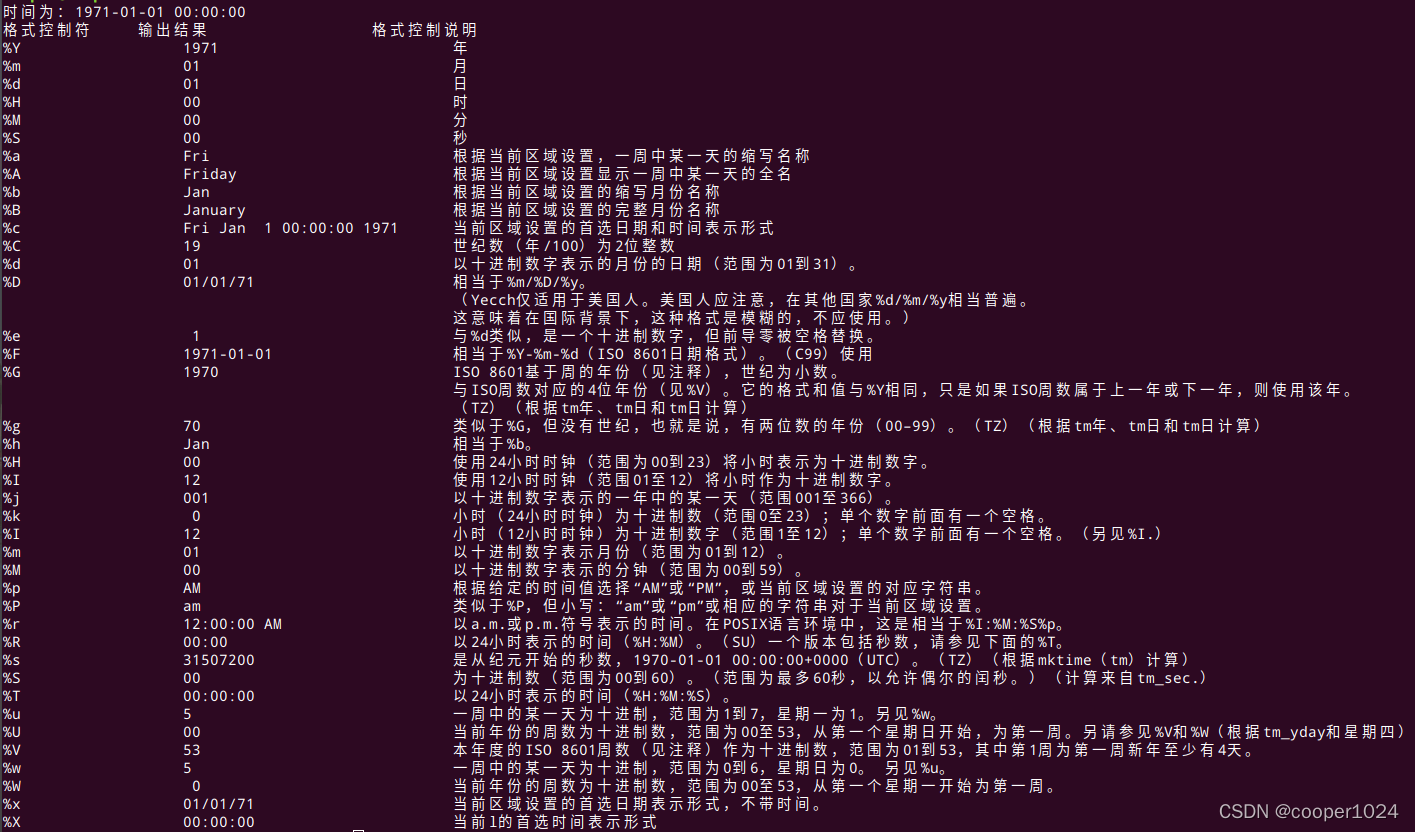 时间为：1971-01-01 00:00:00
格式控制符 输出结果 格式控制说明
%Y 1971 年
%m 01 月
%d 01 日
%H 00 时
%M 00 分
%S 00 秒
%a Fri 根据当前区域设置，一周中某一天的缩写名称
%A Friday 根据当前区域设置显示一周中某一天的全名
%b Jan 根据当前区域设置的缩写月份名称
%B January 根据当前区域设置的完整月份名称
%c Fri Jan  1 00:00:00 1971 当前区域设置的首选日期和时间表示形式
%C 19 世纪数（年/100）为2位整数
%d 01 以十进制数字表示的月份的日期（范围为01到31）。
%D 01/01/71 相当于%m/%D/%y。
（Yecch仅适用于美国人。美国人应注意，在其他国家%d/%m/%y相当普遍。
这意味着在国际背景下，这种格式是模糊的，不应使用。）
%e 1 与%d类似，是一个十进制数字，但前导零被空格替换。
%F 1971-01-01 相当于%Y-%m-%d（ISO 8601日期格式）。（C99）使用
%G 1970 ISO 8601基于周的年份（见注释），世纪为小数。
与ISO周数对应的4位年份（见%V）。它的格式和值与%Y相同，只是如果ISO周数属于上一年或下一年，则使用该年。
（TZ）（根据tm年、tm日和tm日计算）
%g 70 类似于%G，但没有世纪，也就是说，有两位数的年份（00-99）。（TZ）（根据tm年、tm日和tm日计算）
%h Jan 相当于%b。
%H 00 使用24小时时钟（范围为00到23）将小时表示为十进制数字。
%I 12 使用12小时时钟（范围01至12）将小时作为十进制数字。
%j 001 以十进制数字表示的一年中的某一天（范围001至366）。
%k 0 小时（24小时时钟）为十进制数（范围0至23）；单个数字前面有一个空格。
%I 12 小时（12小时时钟）为十进制数字（范围1至12）；单个数字前面有一个空格。（另见%I.）
%m 01 以十进制数字表示月份（范围为01到12）。
%M 00 以十进制数字表示的分钟（范围为00到59）。
%p AM 根据给定的时间值选择“AM”或“PM”，或当前区域设置的对应字符串。
%P am 类似于%P，但小写：“am”或“pm”或相应的字符串对于当前区域设置。
%r 12:00:00 AM 以a.m.或p.m.符号表示的时间。在POSIX语言环境中，这是相当于%I:%M:%S%p。
%R 00:00 以24小时表示的时间（%H:%M）。（SU）一个版本包括秒数，请参见下面的%T。
%s 31507200 是从纪元开始的秒数，1970-01-01 00:00:00+0000（UTC）。（TZ）（根据mktime（tm）计算）
%S 00 为十进制数（范围为00到60）。（范围为最多60秒，以允许偶尔的闰秒。）（计算来自tm_sec.）
%T 00:00:00 以24小时表示的时间（%H:%M:%S）。
%u 5 一周中的某一天为十进制，范围为1到7，星期一为1。另见%w。
%U 00 当前年份的周数为十进制数，范围为00至53，从第一个星期日开始，为第一周。另请参见%V和%W（根据tm_yday和星期四）
%V 53 本年度的ISO 8601周数（见注释）作为十进制数，范围为01到53，其中第1周为第一周新年至少有4天。
%w 5 一周中的某一天为十进制，范围为0到6，星期日为0。 另见%u。
%W 0 当前年份的周数为十进制数，范围为00至53，从第一个星期一开始为第一周。
%x 01/01/71 当前区域设置的首选日期表示形式，不带时间。
%X 00:00:00 当前l的首选时间表示形式
CSDN @cooper1024